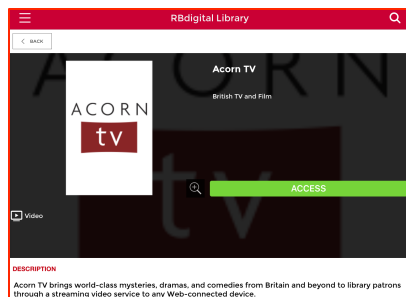 RBdigital Library
BACK
Acorn TV
British TV and Film
ACORN
tv
ACCESS
Video
DESCRIPTION
Acorn TV brings world-class mysteries, dramas, and comedies from Britain and beyond to library patrons
through a streaming video service to any Web-connected device.